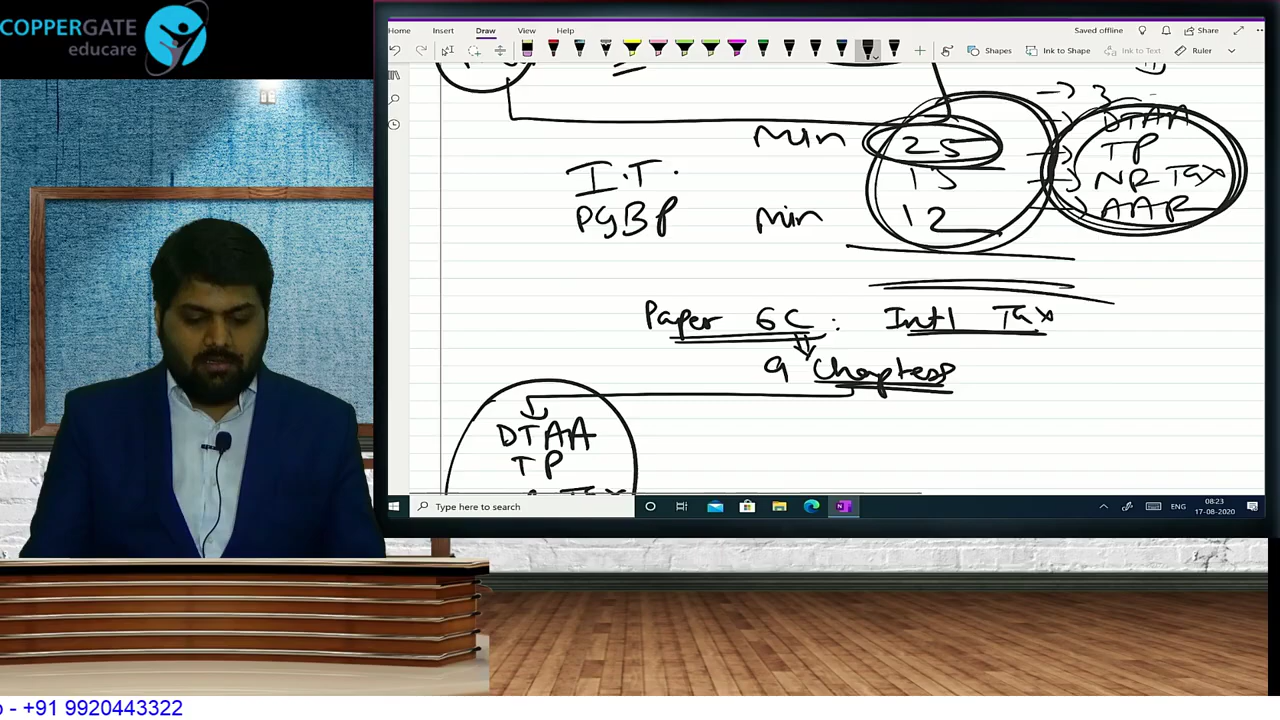 COPPERGATE
educare
Home Insert Draw View Help
Saved offline
Share
Shapes
Ink to Shape
Ink to Text
Ruler
→ 3
min 25 → DTAA
I.T. 15 → TP
PGBP min 12 → NR Tax
→ AAR
Paper 6C : Intl Tax
9 Chapters
DTAA
TP
Tax
Type here to search
ENG
08:23
17-08-2020
- +91 9920443322